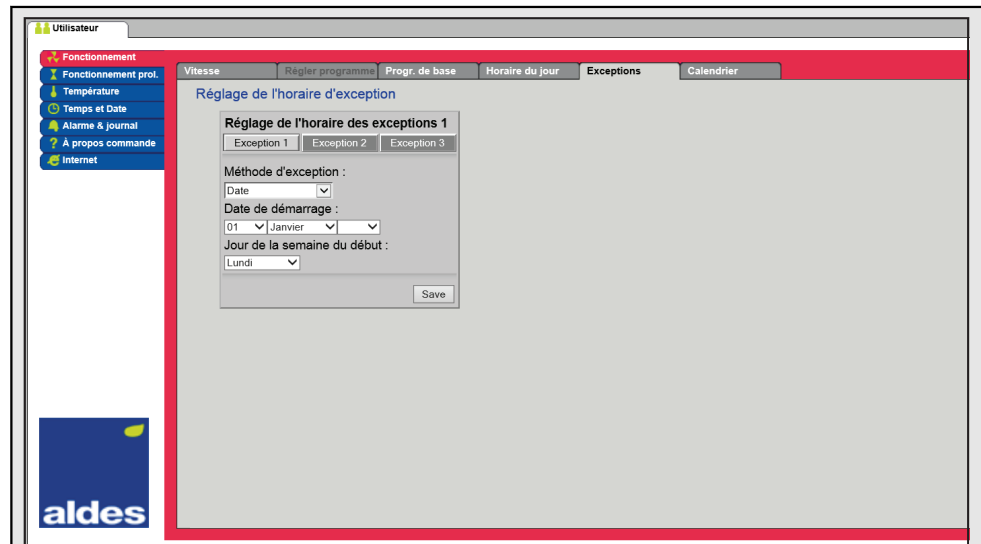 Utilisateur
Fonctionnement
Fonctionnement prol.
Température
Temps et Date
Alarme & journal
À propos commande
Internet
Vitesse
Régler programme
Progr. de base
Horaire du jour
Exceptions
Calendrier
Réglage de l'horaire d'exception
Réglage de l'horaire des exceptions 1
Exception 1
Exception 2
Exception 3
Méthode d'exception :
Date
Date de démarrage :
01 Janvier
Jour de la semaine du début :
Lundi
Save
aldes